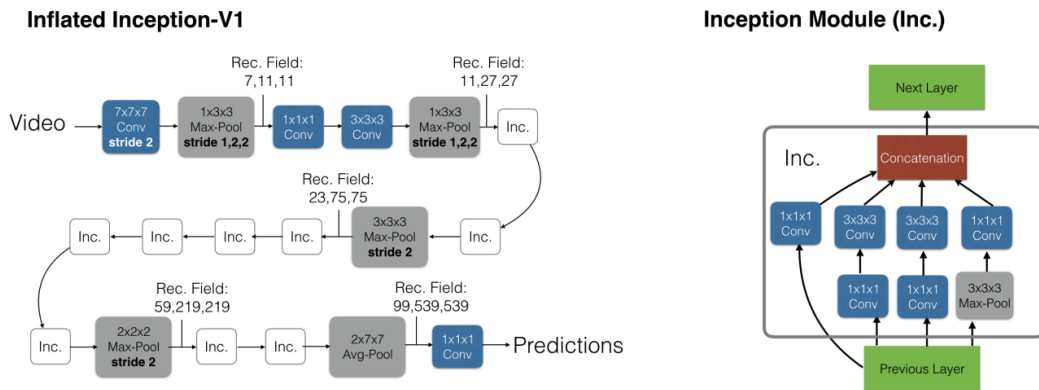 Inflated Inception-V1
Rec. Field:
7,11,11
Rec. Field:
11,27,27
Video
7x7x7
Conv
stride 2
1x3x3
Max-Pool
stride 1,2,2
1x1x1
Conv
3x3x3
Conv
1x3x3
Max-Pool
stride 1,2,2
Inc.
Rec. Field:
23,75,75
Inc.
Inc.
Inc.
Inc.
3x3x3
Max-Pool
stride 2
Inc.
Rec. Field:
59,219,219
Rec. Field:
99,539,539
Inc.
2x2x2
Max-Pool
stride 2
Inc.
Inc.
2x7x7
Avg-Pool
1x1x1
Conv
Predictions
Inception Module (Inc.)
Next Layer
Inc.
Concatenation
1x1x1
Conv
3x3x3
Conv
3x3x3
Conv
1x1x1
Conv
1x1x1
Conv
1x1x1
Conv
3x3x3
Max-Pool
Previous Layer